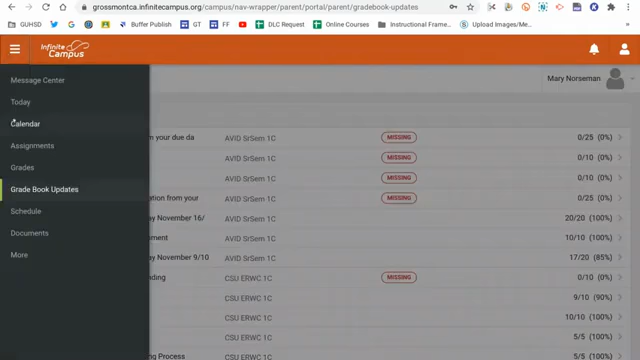 grossmontca.infinitecampus.org/campus/nav-wrapper/parent/portal/parent/gradebook-updates
GUHSD
Buffer Publish
GT
FF
DLC Request
Online Courses
Instructional Frame...
Upload Images/Z...
Infinite Campus
Message Center
Mary Norseman
Today
Calendar
n your due da AVID SrSem 1C MISSING 0/25 (0%)
Assignments AVID SrSem 1C MISSING 0/10 (0%)
Grades AVID SrSem 1C MISSING 0/10 (0%)
Grade Book Updates
ation from your AVID SrSem 1C MISSING 0/25 (0%)
Schedule
ay November 16/ AVID SrSem 1C 20/20 (100%)
Documents
nment AVID SrSem 1C 10/10 (100%)
More
ay November 9/10 AVID SrSem 1C 17/20 (85%)
ding CSU ERWC 1C MISSING 0/10 (0%)
CSU ERWC 1C 9/10 (90%)
CSU ERWC 1C 10/10 (100%)
CSU ERWC 1C 5/5 (100%)
ng Process CSU ERWC 1C 5/5 (100%)